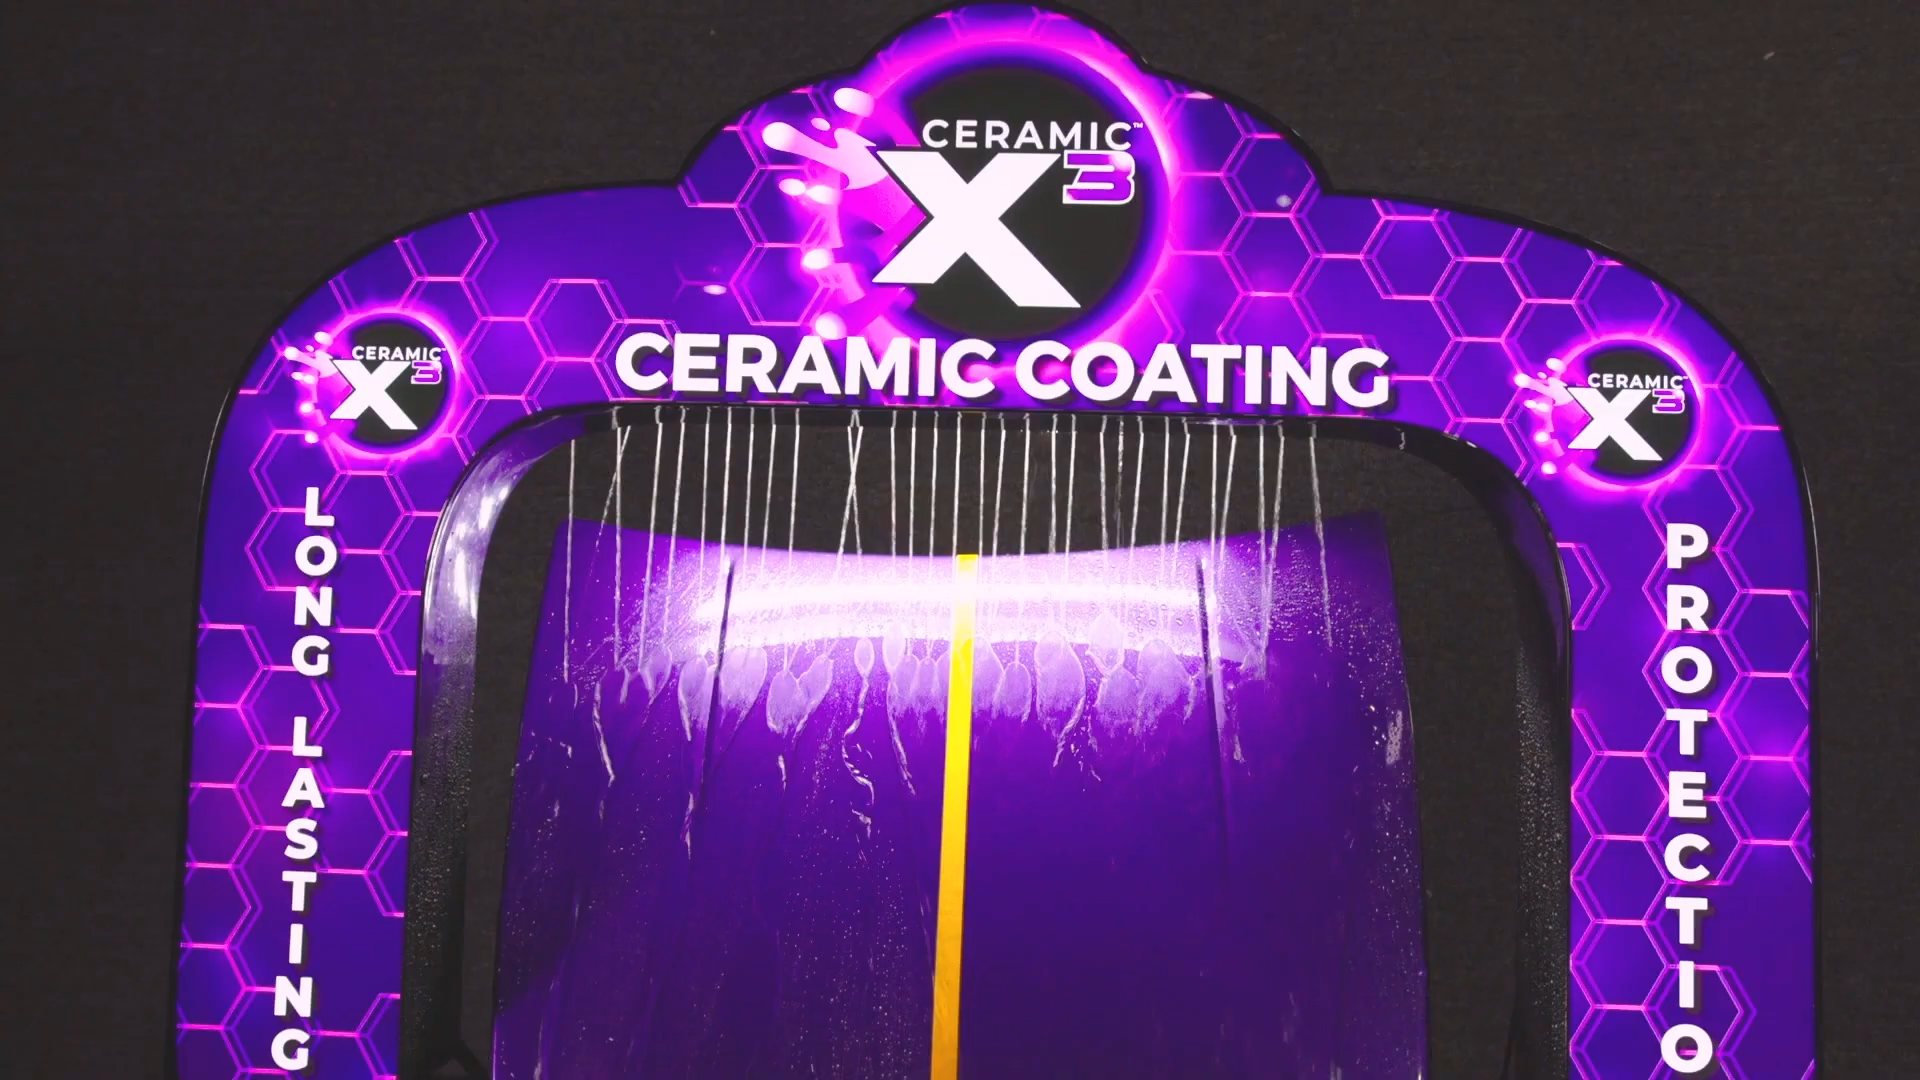 CERAMIC™
X3
CERAMIC COATING
CERAMIC™
X3
CERAMIC™
X3
LONG LASTING
PROTECTIO